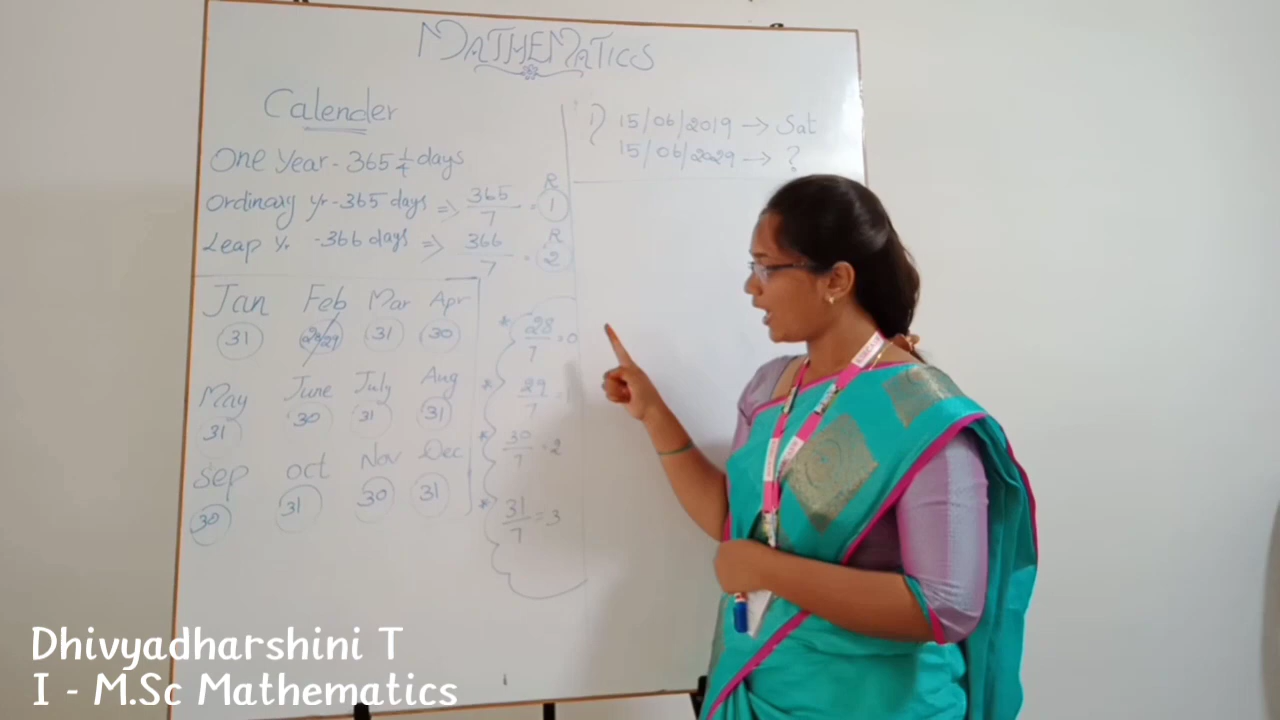 MATHEMATICS
Calender
One Year - 365 1/4 days
Ordinary yr - 365 days => 365/7 = 1 R
Leap Yr - 366 days => 366/7 = 2 R
Jan Feb Mar Apr
31 28/29 31 30
May June July Aug
31 30 31 31
Sep Oct Nov Dec
30 31 30 31
* 28/7 = 0
* 29/7 = 1
* 30/7 = 2
* 31/7 = 3
1) 15/06/2019 → Sat
15/06/2029 → ?
Dhivyadharshini T
I - M.Sc Mathematics